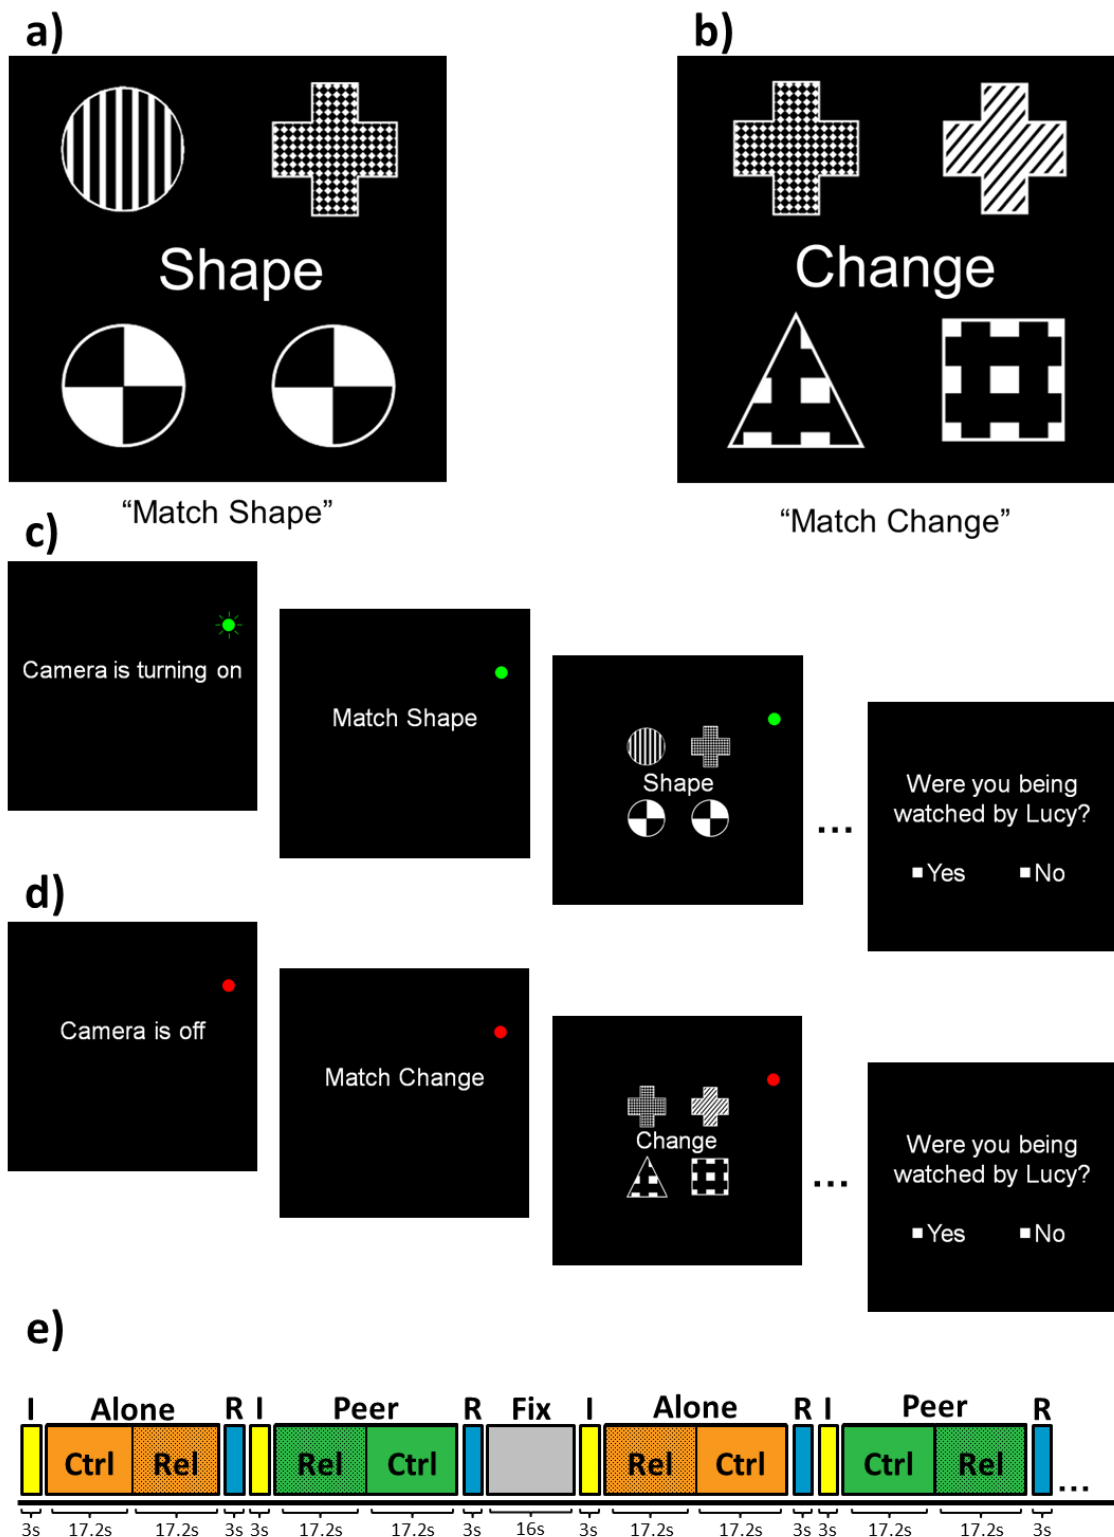 a)
b)
Shape
Change
“Match Shape”
“Match Change”
c)
Camera is turning on
Match Shape
Shape
...
Were you being
watched by Lucy?
Yes No
d)
Camera is off
Match Change
Change
...
Were you being
watched by Lucy?
Yes No
e)
I Alone R I Peer R Fix I Alone R I Peer R
Ctrl Rel Rel Ctrl Rel Ctrl Ctrl Rel ...
3s 17.2s 17.2s 3s 3s 17.2s 17.2s 3s 16s 3s 17.2s 17.2s 3s 3s 17.2s 17.2s 3s